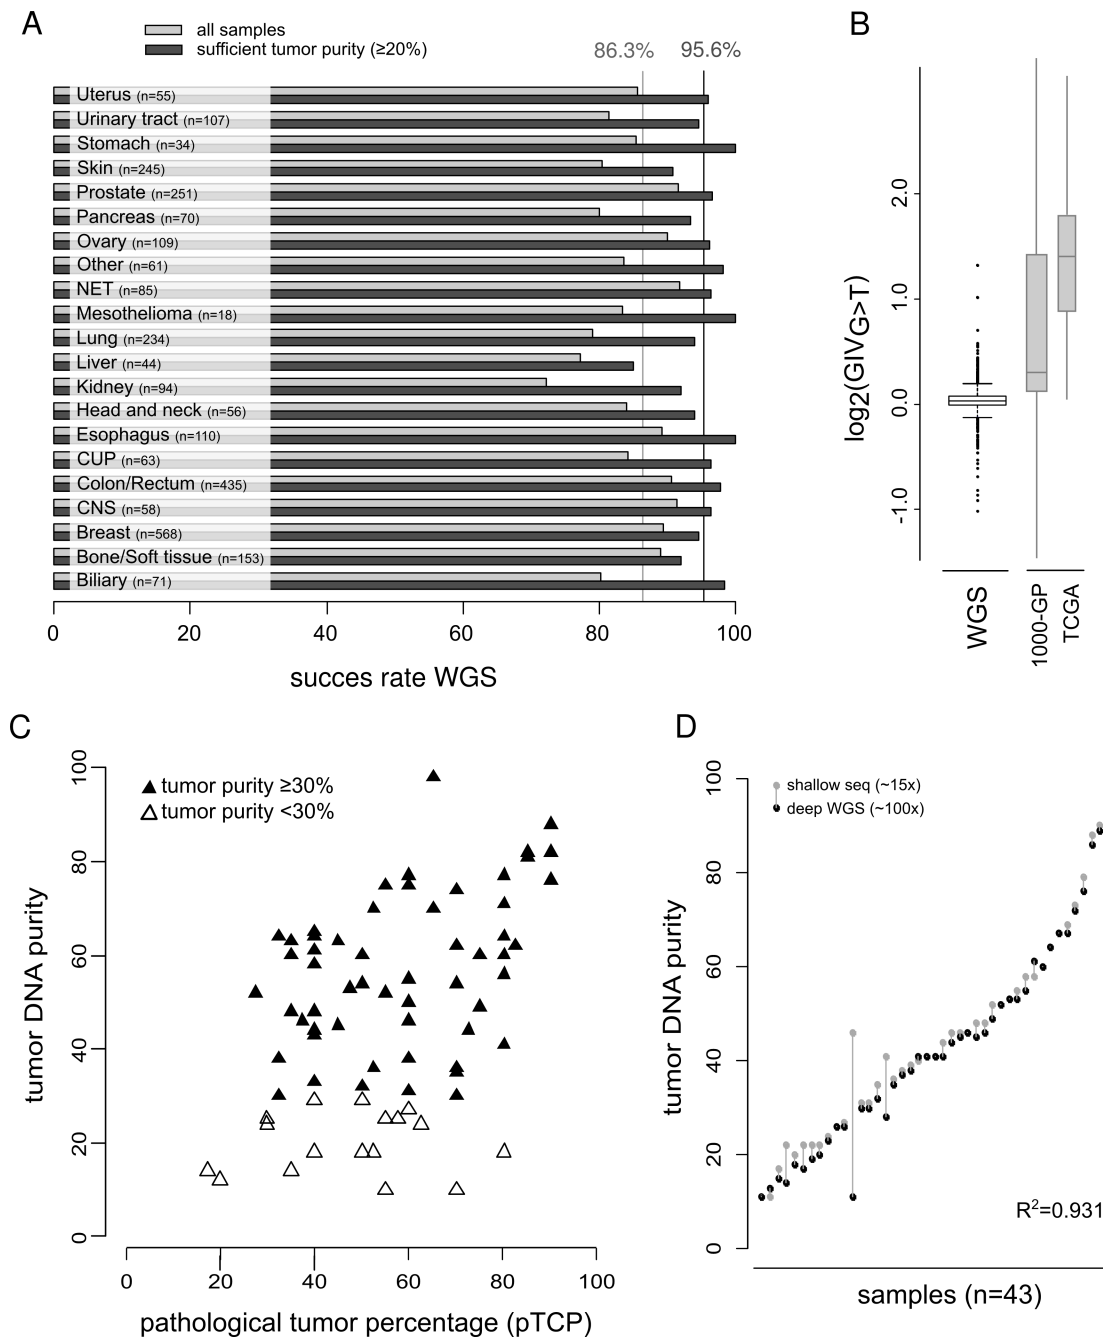 A
all samples
sufficient tumor purity (≥20%)
86.3%
95.6%
Uterus (n=55)
Urinary tract (n=107)
Stomach (n=34)
Skin (n=245)
Prostate (n=251)
Pancreas (n=70)
Ovary (n=109)
Other (n=61)
NET (n=85)
Mesothelioma (n=18)
Lung (n=234)
Liver (n=44)
Kidney (n=94)
Head and neck (n=56)
Esophagus (n=110)
CUP (n=63)
Colon/Rectum (n=435)
CNS (n=58)
Breast (n=568)
Bone/Soft tissue (n=153)
Biliary (n=71)
0 20 40 60 80 100
succes rate WGS
B
log2(GIVG>T)
2.0
1.0
0.0
-1.0
WGS
1000-GP
TCGA
C
tumor purity ≥30%
tumor purity <30%
tumor DNA purity
100
80
60
40
20
0
0 20 40 60 80 100
pathological tumor percentage (pTCP)
D
shallow seq (~15x)
deep WGS (~100x)
tumor DNA purity
100
80
60
40
20
0
R2=0.931
samples (n=43)